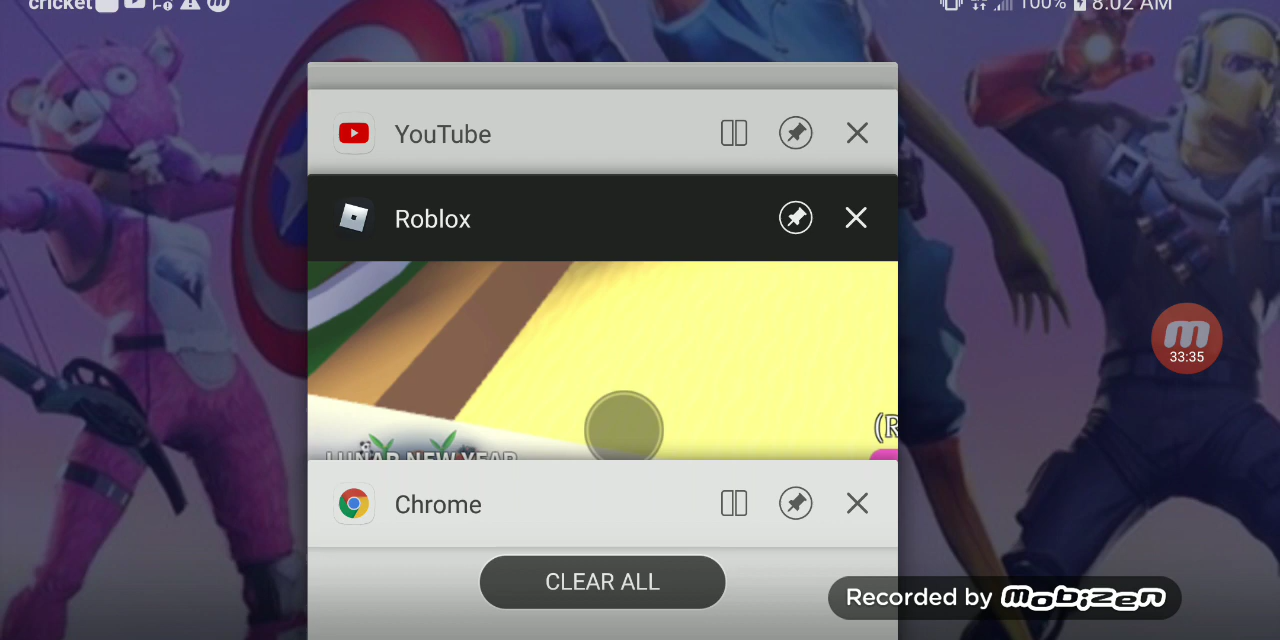 cricket 100% 8:02 AM
YouTube
Roblox
33:35
(R
LUNAR NEW YEAR
Chrome
CLEAR ALL
Recorded by mobizen